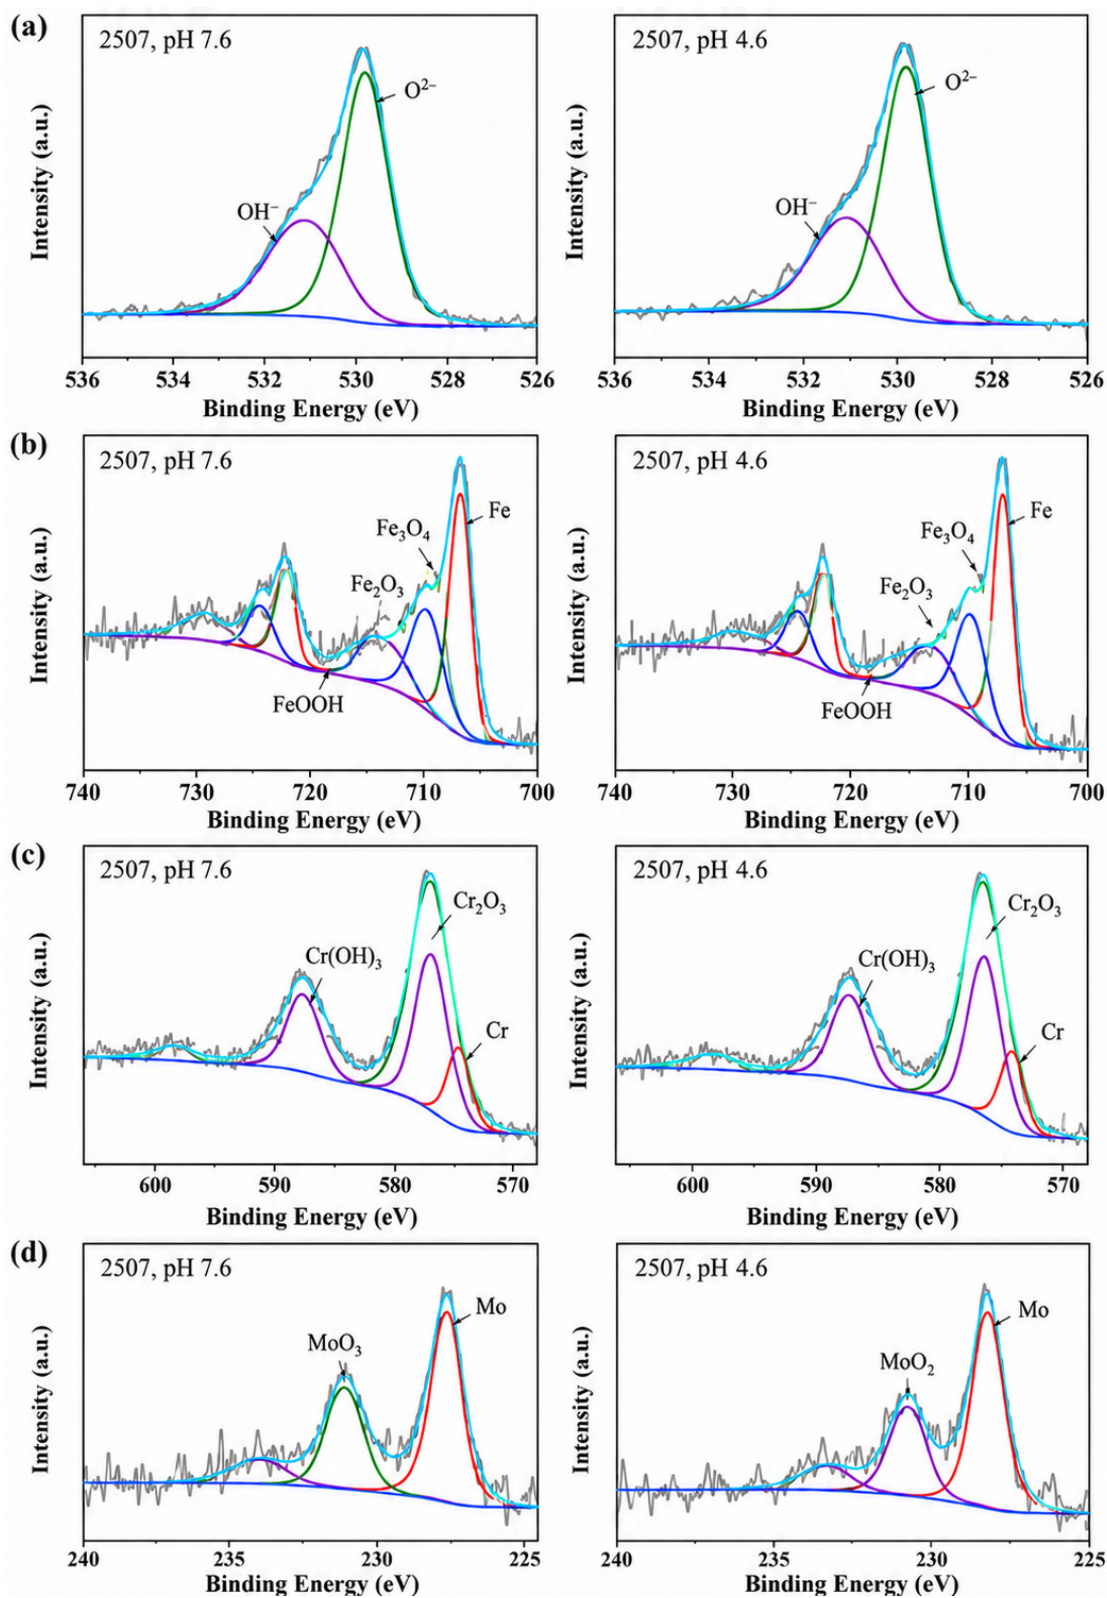 (a)
2507, pH 7.6
O²⁻
OH⁻
Intensity (a.u.)
536 534 532 530 528 526
Binding Energy (eV)
2507, pH 4.6
O²⁻
OH⁻
Intensity (a.u.)
536 534 532 530 528 526
Binding Energy (eV)
(b)
2507, pH 7.6
Fe
Fe₃O₄
Fe₂O₃
FeOOH
Intensity (a.u.)
740 730 720 710 700
Binding Energy (eV)
2507, pH 4.6
Fe
Fe₃O₄
Fe₂O₃
FeOOH
Intensity (a.u.)
740 730 720 710 700
Binding Energy (eV)
(c)
2507, pH 7.6
Cr₂O₃
Cr(OH)₃
Cr
Intensity (a.u.)
600 590 580 570
Binding Energy (eV)
2507, pH 4.6
Cr₂O₃
Cr(OH)₃
Cr
Intensity (a.u.)
600 590 580 570
Binding Energy (eV)
(d)
2507, pH 7.6
Mo
MoO₃
Intensity (a.u.)
240 235 230 225
Binding Energy (eV)
2507, pH 4.6
Mo
MoO₂
Intensity (a.u.)
240 235 230 225
Binding Energy (eV)